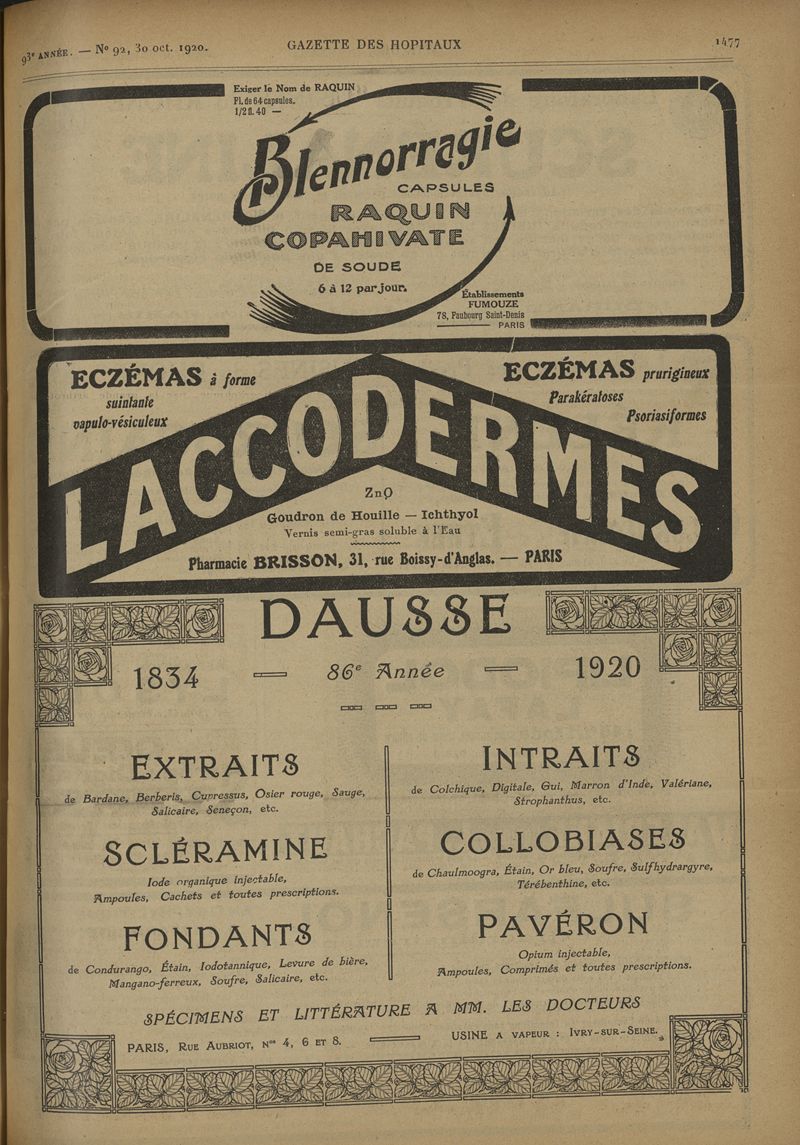 93e ANNÉE. — No 92, 30 oct. 1920.
GAZETTE DES HOPITAUX
1477
Exiger le Nom de RAQUIN
Fl. de 64 capsules.
1/2 fl. 40 —
Blennorragie
CAPSULES
RAQUIN
COPAHIVATE
DE SOUDE
6 à 12 par jour.
Établissements
FUMOUZE
78, Faubourg Saint-Denis
PARIS
ECZÉMAS à forme
suintante
vapulo-vésiculeux
ECZÉMAS prurigineux
Parakératoses
Psoriasiformes
LACCODERMES
ZnO
Goudron de Houille — Ichthyol
Vernis semi-gras soluble à l'Eau
Pharmacie BRISSON, 31, rue Boissy-d'Anglas. — PARIS
DAUSSE
1834 — 86e Année — 1920
EXTRAITS
de Bardane, Berberis, Cupressus, Osier rouge, Sauge,
Salicaire, Seneçon, etc.
SCLÉRAMINE
Iode organique injectable,
Ampoules, Cachets et toutes prescriptions.
FONDANTS
de Condurango, Étain, Iodotannique, Levure de bière,
Mangano-ferreux, Soufre, Salicaire, etc.
INTRAITS
de Colchique, Digitale, Gui, Marron d'Inde, Valériane,
Strophanthus, etc.
COLLOBIASES
de Chaulmoogra, Étain, Or bleu, Soufre, Sulfhydrargyre,
Térébenthine, etc.
PAVÉRON
Opium injectable,
Ampoules, Comprimés et toutes prescriptions.
SPÉCIMENS ET LITTÉRATURE A MM. LES DOCTEURS
PARIS, RUE AUBRIOT, Nos 4, 6 ET 8.
USINE A VAPEUR : IVRY-SUR-SEINE.